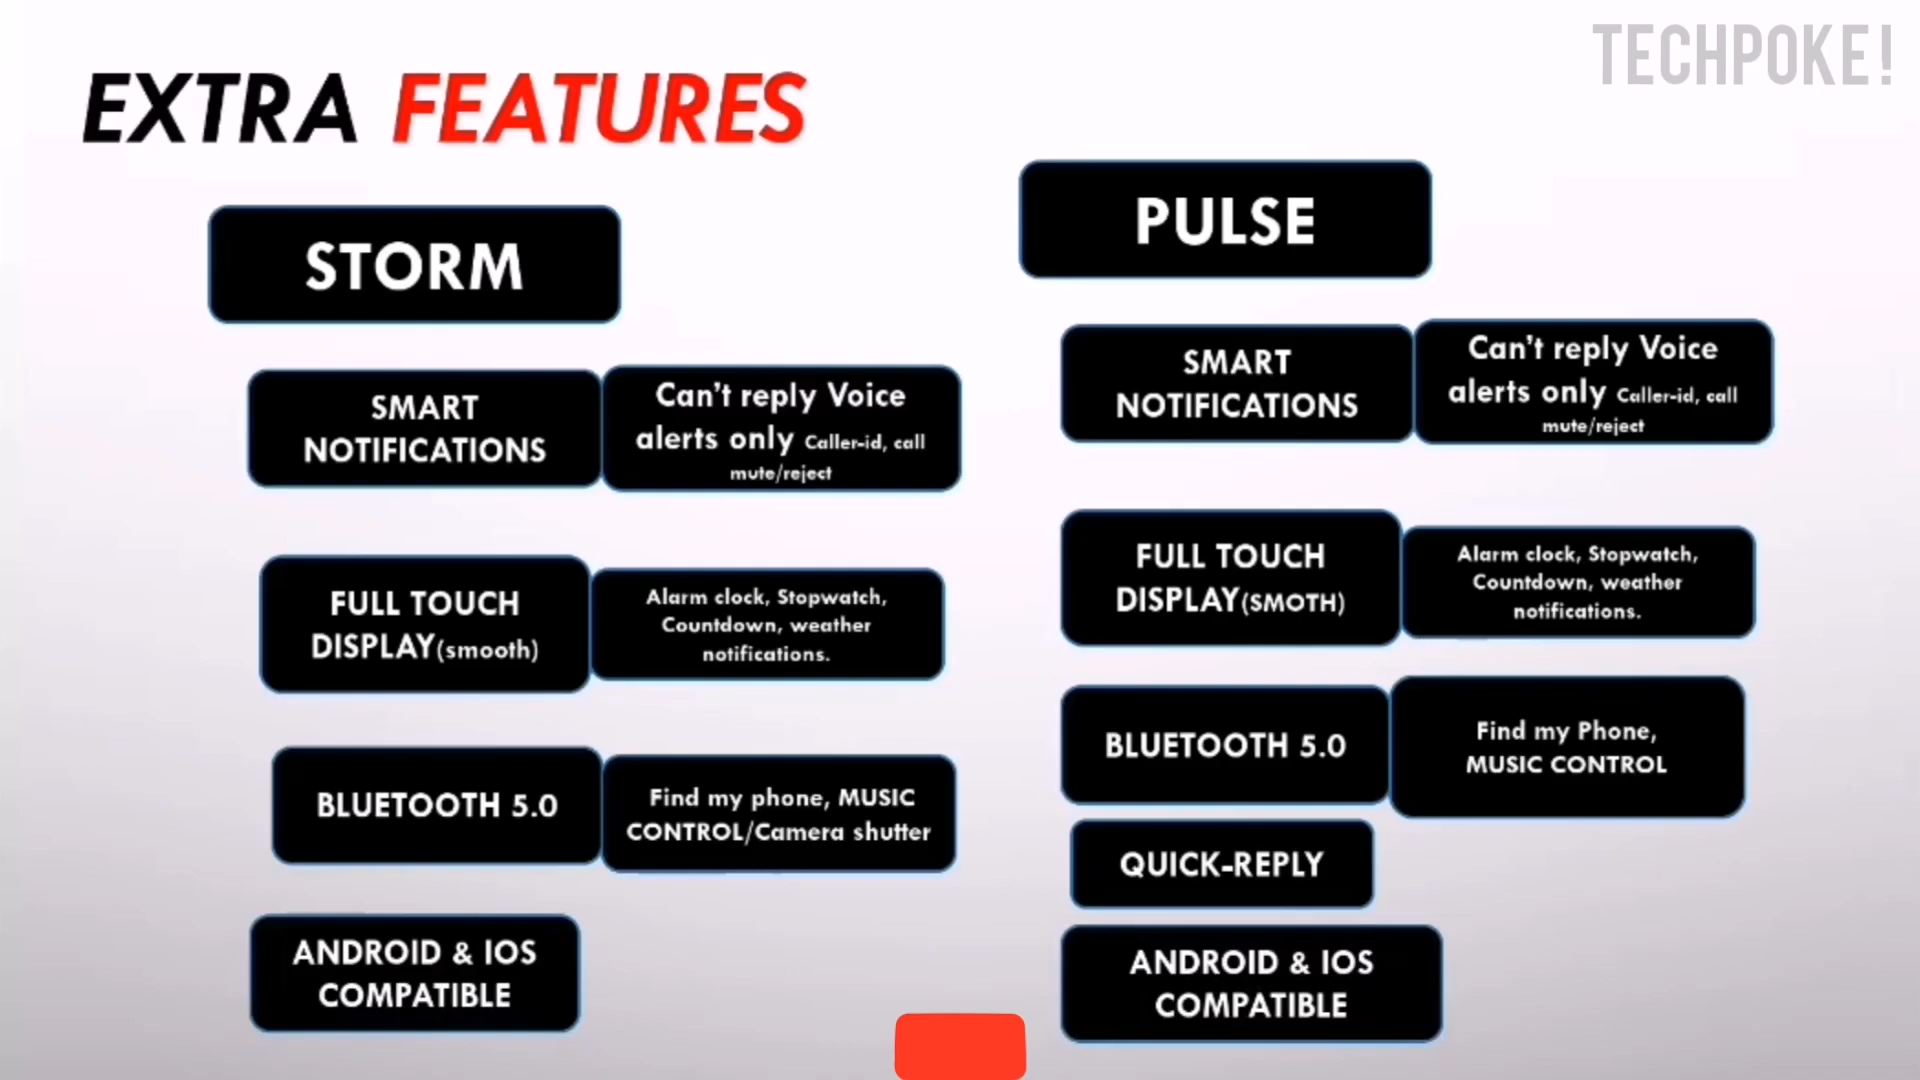 TECHPOKE!
EXTRA FEATURES
STORM
SMART
NOTIFICATIONS
Can't reply Voice
alerts only Caller-id, call
mute/reject
FULL TOUCH
DISPLAY(smooth)
Alarm clock, Stopwatch,
Countdown, weather
notifications.
BLUETOOTH 5.0
Find my phone, MUSIC
CONTROL/Camera shutter
ANDROID & IOS
COMPATIBLE
PULSE
SMART
NOTIFICATIONS
Can't reply Voice
alerts only Caller-id, call
mute/reject
FULL TOUCH
DISPLAY(SMOTH)
Alarm clock, Stopwatch,
Countdown, weather
notifications.
BLUETOOTH 5.0
Find my Phone,
MUSIC CONTROL
QUICK-REPLY
ANDROID & IOS
COMPATIBLE